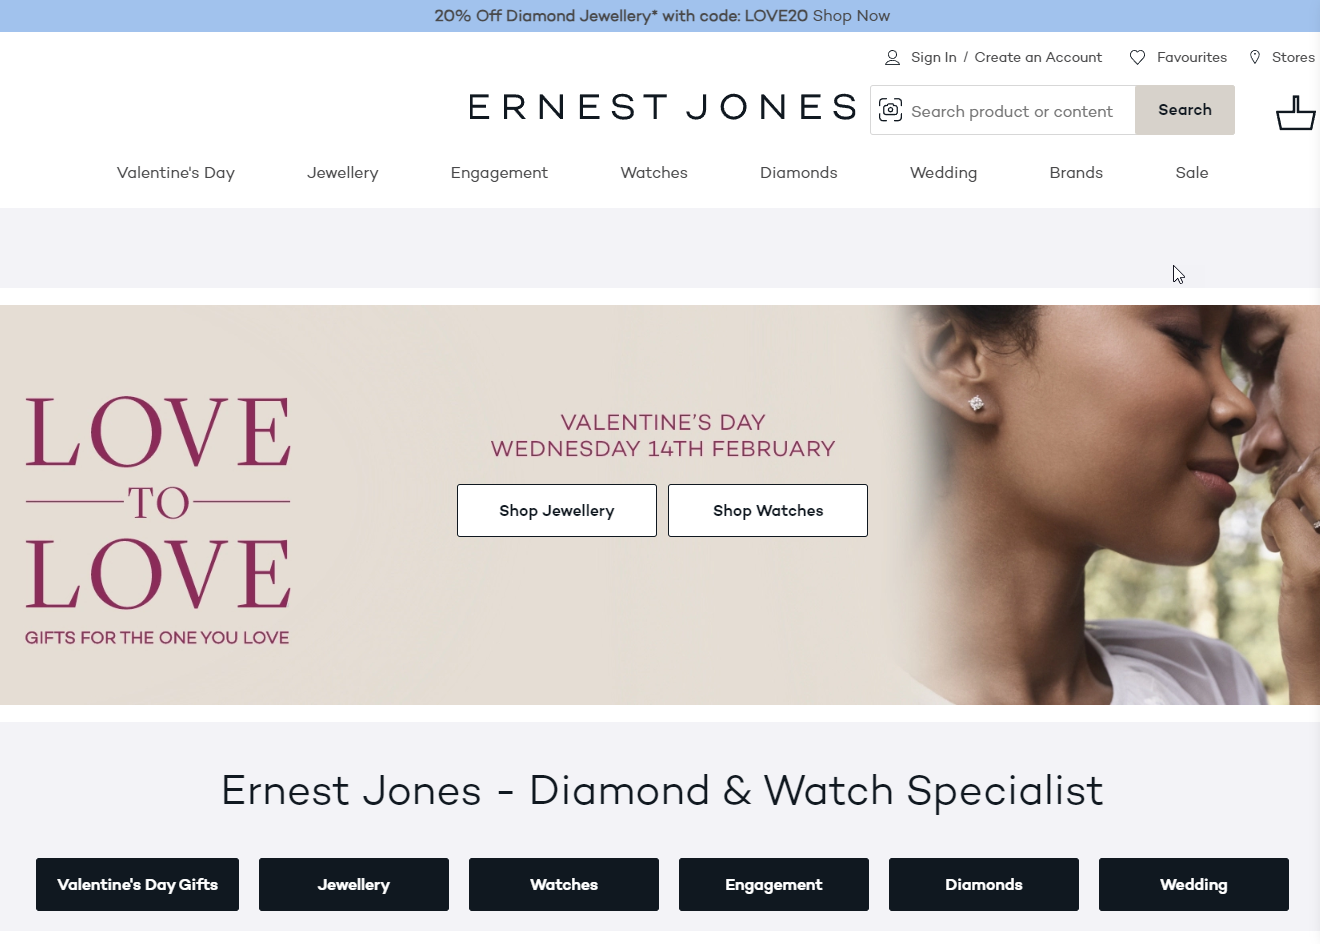 20% Off Diamond Jewellery* with code: LOVE20 Shop Now
Sign In / Create an Account
Favourites
Stores
ERNEST JONES
Search product or content
Search
Valentine's Day
Jewellery
Engagement
Watches
Diamonds
Wedding
Brands
Sale
LOVE
TO
LOVE
GIFTS FOR THE ONE YOU LOVE
VALENTINE’S DAY
WEDNESDAY 14TH FEBRUARY
Shop Jewellery
Shop Watches
Ernest Jones - Diamond & Watch Specialist
Valentine's Day Gifts
Jewellery
Watches
Engagement
Diamonds
Wedding